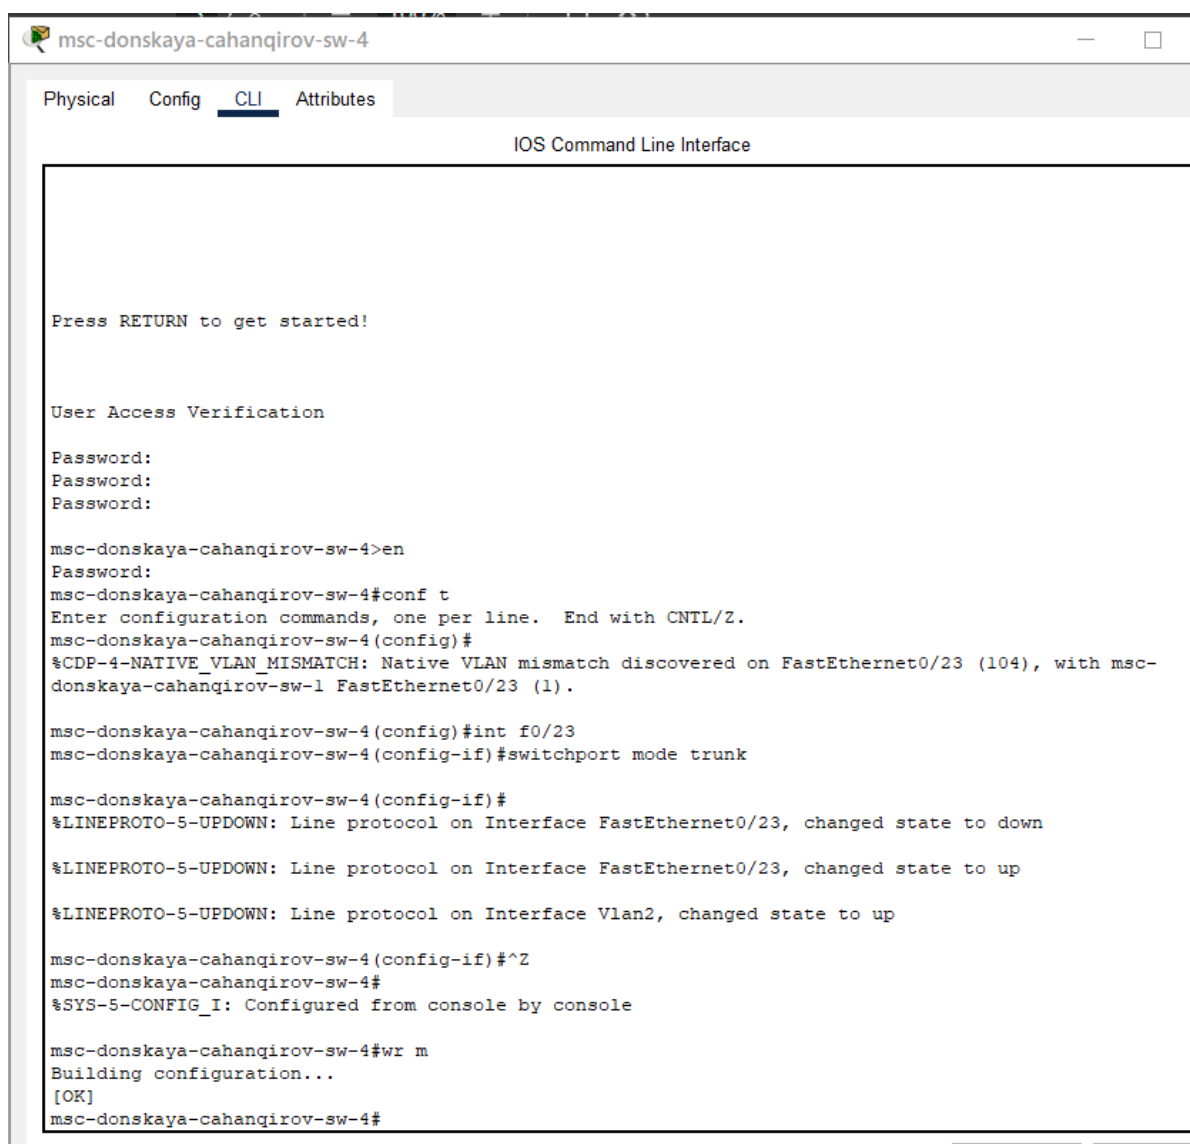 msc-donskaya-cahanqirov-sw-4
Physical Config CLI Attributes
IOS Command Line Interface
Press RETURN to get started!
User Access Verification
Password:
Password:
Password:
msc-donskaya-cahanqirov-sw-4>en
Password:
msc-donskaya-cahanqirov-sw-4#conf t
Enter configuration commands, one per line.  End with CNTL/Z.
msc-donskaya-cahanqirov-sw-4(config)#
%CDP-4-NATIVE_VLAN_MISMATCH: Native VLAN mismatch discovered on FastEthernet0/23 (104), with msc-
donskaya-cahanqirov-sw-1 FastEthernet0/23 (1).
msc-donskaya-cahanqirov-sw-4(config)#int f0/23
msc-donskaya-cahanqirov-sw-4(config-if)#switchport mode trunk
msc-donskaya-cahanqirov-sw-4(config-if)#
%LINEPROTO-5-UPDOWN: Line protocol on Interface FastEthernet0/23, changed state to down
%LINEPROTO-5-UPDOWN: Line protocol on Interface FastEthernet0/23, changed state to up
%LINEPROTO-5-UPDOWN: Line protocol on Interface Vlan2, changed state to up
msc-donskaya-cahanqirov-sw-4(config-if)#^Z
msc-donskaya-cahanqirov-sw-4#
%SYS-5-CONFIG_I: Configured from console by console
msc-donskaya-cahanqirov-sw-4#wr m
Building configuration...
[OK]
msc-donskaya-cahanqirov-sw-4#